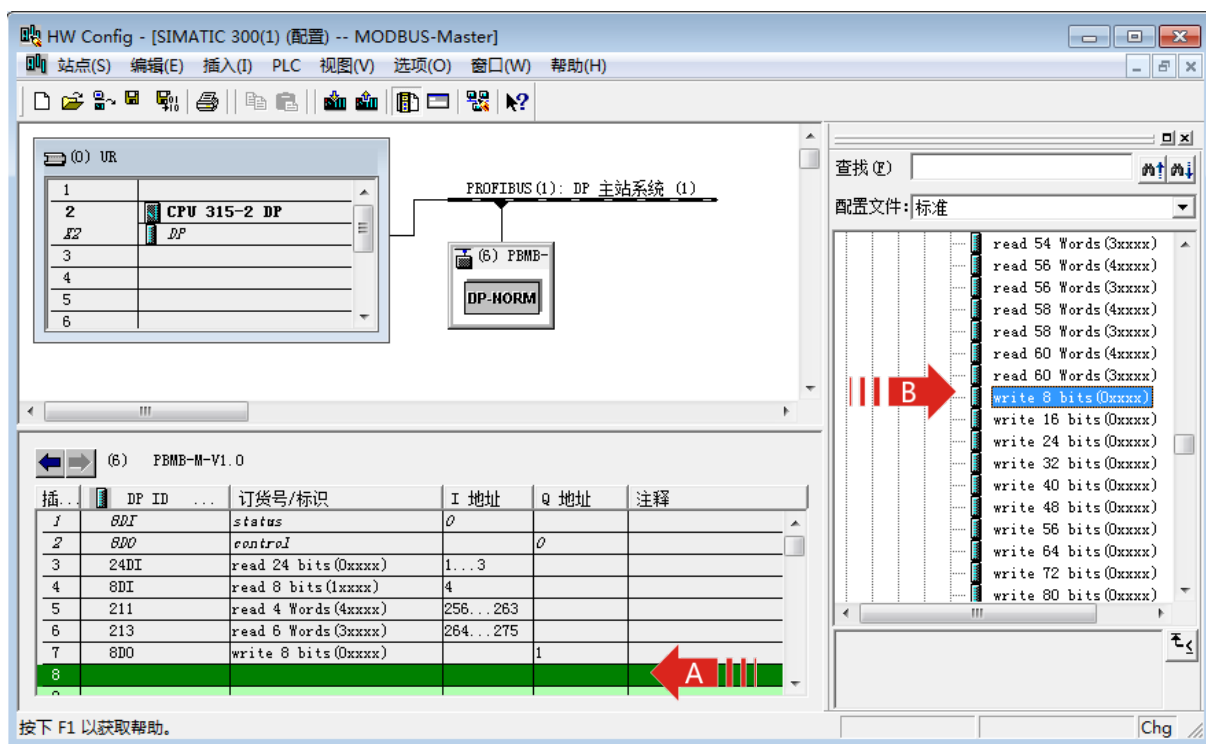 HW Config - [SIMATIC 300(1) (配置) -- MODBUS-Master]
站点(S) 编辑(E) 插入(I) PLC 视图(V) 选项(O) 窗口(W) 帮助(H)
(0) UR
1
2 CPU 315-2 DP
X2 DP
3
4
5
6
PROFIBUS(1): DP 主站系统 (1)
(6) PBMB-
DP-NORM
查找(F)
配置文件: 标准
read 54 Words(3xxxx)
read 56 Words(4xxxx)
read 56 Words(3xxxx)
read 58 Words(4xxxx)
read 58 Words(3xxxx)
read 60 Words(4xxxx)
read 60 Words(3xxxx)
B
write 8 bits(0xxxx)
write 16 bits(0xxxx)
write 24 bits(0xxxx)
write 32 bits(0xxxx)
write 40 bits(0xxxx)
write 48 bits(0xxxx)
write 56 bits(0xxxx)
write 64 bits(0xxxx)
write 72 bits(0xxxx)
write 80 bits(0xxxx)
(6) PBMB-M-V1.0
插... DP ID ... 订货号/标识 I 地址 Q 地址 注释
1 8DI status 0
2 8DO control 0
3 24DI read 24 bits(0xxxx) 1...3
4 8DI read 8 bits(1xxxx) 4
5 211 read 4 Words(4xxxx) 256...263
6 213 read 6 Words(3xxxx) 264...275
7 8DO write 8 bits(0xxxx) 1
8
A
按下 F1 以获取帮助。
Chg